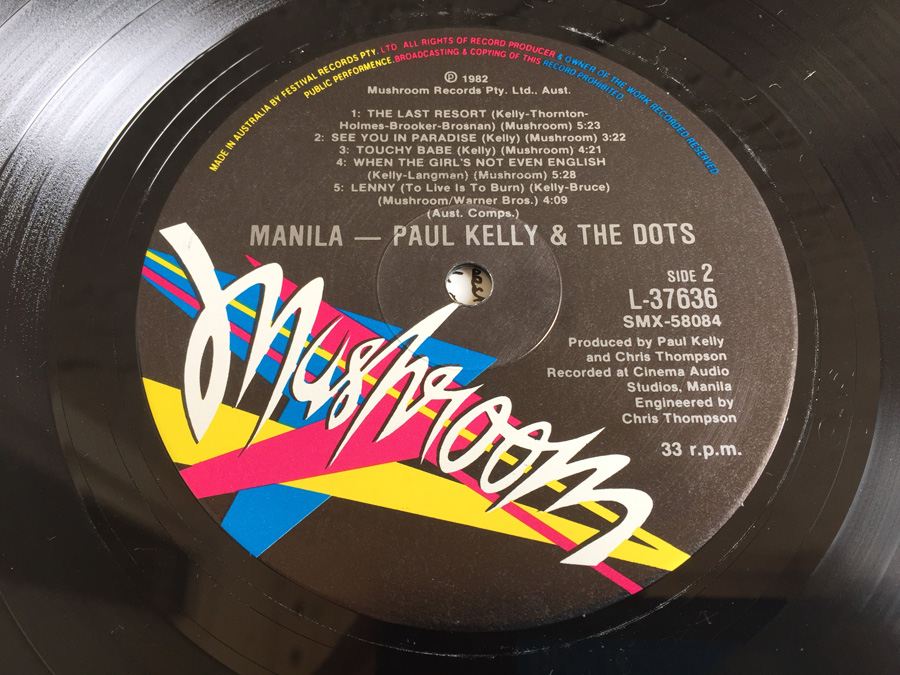 MADE IN AUSTRALIA BY FESTIVAL RECORDS PTY. LTD ALL RIGHTS OF RECORD PRODUCER & OWNER OF THE WORK RECORDED RESERVED
PUBLIC PERFORMENCE. BROADCASTING & COPYING OF THIS RECORD PROHIBITED.
℗ 1982
Mushroom Records Pty. Ltd., Aust.
1: THE LAST RESORT (Kelly-Thornton-
Holmes-Brooker-Brosnan) (Mushroom) 5:23
2: SEE YOU IN PARADISE (Kelly) (Mushroom) 3:22
3: TOUCHY BABE (Kelly) (Mushroom) 4:21
4: WHEN THE GIRL'S NOT EVEN ENGLISH
(Kelly-Langman) (Mushroom) 5:28
5: LENNY (To Live Is To Burn) (Kelly-Bruce)
(Mushroom/Warner Bros.) 4:09
(Aust. Comps.)
MANILA — PAUL KELLY & THE DOTS
SIDE 2
L-37636
SMX-58084
Produced by Paul Kelly
and Chris Thompson
Recorded at Cinema Audio
Studios, Manila
Engineered by
Chris Thompson
33 r.p.m.
Mushroom